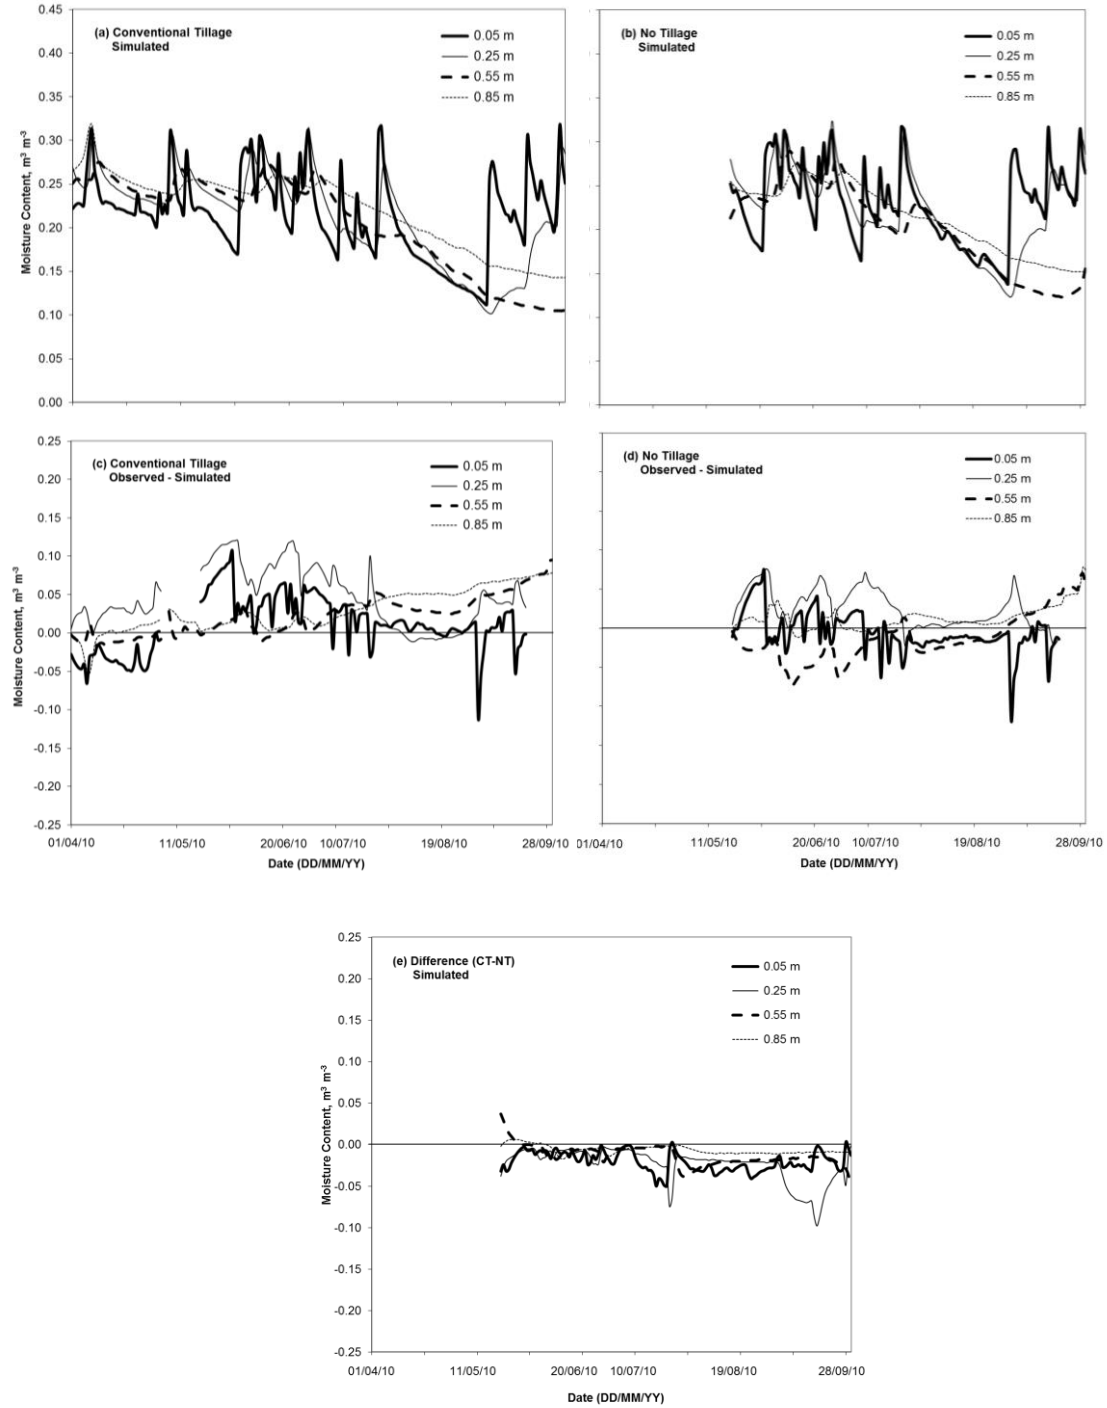 0.45
0.40
0.35
0.30
0.25
0.20
0.15
0.10
0.05
0.00
Moisture Content, m³ m⁻³
(a) Conventional Tillage
Simulated
0.05 m
0.25 m
0.55 m
0.85 m
(b) No Tillage
Simulated
0.05 m
0.25 m
0.55 m
0.85 m
0.25
0.20
0.15
0.10
0.05
0.00
-0.05
-0.10
-0.15
-0.20
-0.25
Moisture Content, m³ m⁻³
(c) Conventional Tillage
Observed - Simulated
0.05 m
0.25 m
0.55 m
0.85 m
01/04/10 11/05/10 20/06/10 10/07/10 19/08/10 28/09/10
Date (DD/MM/YY)
(d) No Tillage
Observed - Simulated
0.05 m
0.25 m
0.55 m
0.85 m
01/04/10 11/05/10 20/06/10 10/07/10 19/08/10 28/09/10
Date (DD/MM/YY)
0.25
0.20
0.15
0.10
0.05
0.00
-0.05
-0.10
-0.15
-0.20
-0.25
Moisture Content, m³ m⁻³
(e) Difference (CT-NT)
Simulated
0.05 m
0.25 m
0.55 m
0.85 m
01/04/10 11/05/10 20/06/10 10/07/10 19/08/10 28/09/10
Date (DD/MM/YY)